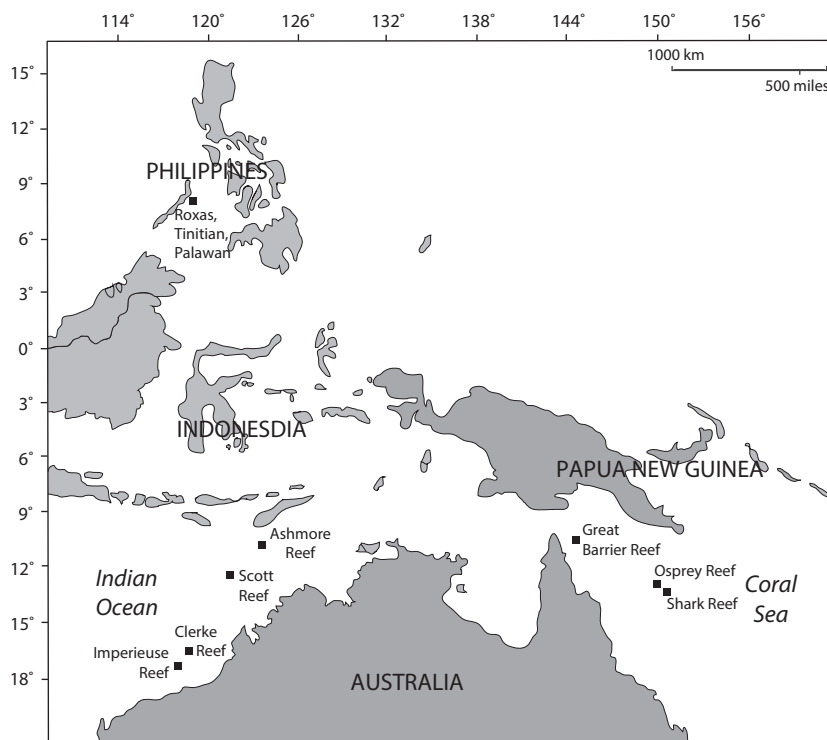 114˚ 120˚ 126˚ 132˚ 138˚ 144˚ 150˚ 156˚
1000 km
500 miles
15˚
12˚
9˚
6˚
3˚
0˚
3˚
6˚
9˚
12˚
15˚
18˚
PHILIPPINES
Roxas,
Tinitian,
Palawan
INDONESDIA
PAPUA NEW GUINEA
Ashmore
Reef
Great
Barrier Reef
Scott
Reef
Osprey Reef
Shark Reef
Indian
Ocean
Coral
Sea
Clerke
Reef
Imperieuse
Reef
AUSTRALIA